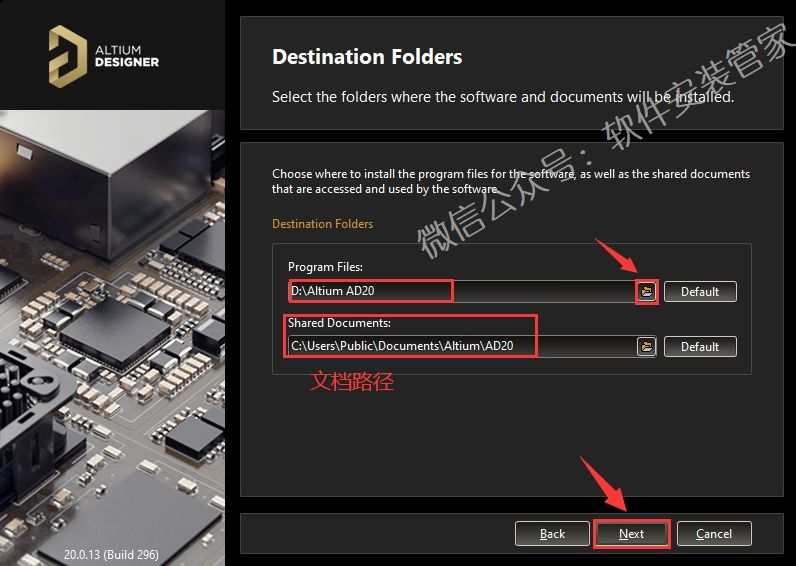 ALTIUM
DESIGNER
Destination Folders
Select the folders where the software and documents will be installed.
微信公众号：软件安装管家
Choose where to install the program files for the software, as well as the shared documents
that are accessed and used by the software.
Destination Folders
Program Files:
D:\Altium AD20
Default
Shared Documents:
C:\Users\Public\Documents\Altium\AD20
Default
文档路径
20.0.13 (Build 296)
Back
Next
Cancel